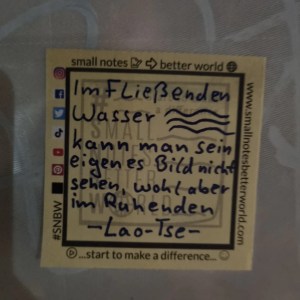 small notes better world
Im Fließenden
Wasser
kann man sein
eigenes Bild nicht
sehen, wohl aber
im Ruhenden
-Lao-Tse-
...start to make a difference...
#SNBW
www.smallnotesbetterworld.com